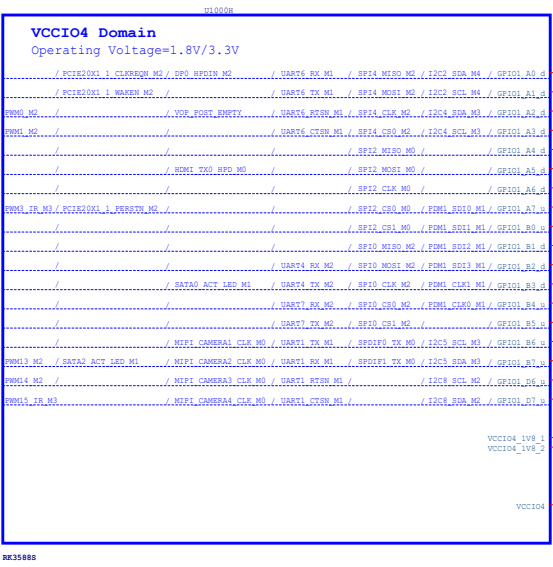 U1000H
VCCIO4 Domain
Operating Voltage=1.8V/3.3V
/ PCIE20X1_1_CLKREQN_M2 / DP0_HPDIN_M2 / UART6_RX_M1 / SPI4_MISO_M2 / I2C2_SDA_M4 / GPIO1_A0_d
/ PCIE20X1_1_WAKEN_M2 / / UART6_TX_M1 / SPI4_MOSI_M2 / I2C2_SCL_M4 / GPIO1_A1_d
PWM0_M2 / / VOP_POST_EMPTY / UART6_RTSN_M1 / SPI4_CLK_M2 / I2C4_SDA_M3 / GPIO1_A2_d
PWM1_M2 / / / UART6_CTSN_M1 / SPI4_CS0_M2 / I2C4_SCL_M3 / GPIO1_A3_d
/ / / / SPI2_MISO_M0 / / GPIO1_A4_d
/ / HDMI_TX0_HPD_M0 / / SPI2_MOSI_M0 / / GPIO1_A5_d
/ / / / SPI2_CLK_M0 / / GPIO1_A6_d
PWM3_IR_M3 / PCIE20X1_1_PERSTN_M2 / / / SPI2_CS0_M0 / PDM1_SDI0_M1 / GPIO1_A7_u
/ / / / SPI2_CS1_M0 / PDM1_SDI1_M1 / GPIO1_B0_u
/ / / / SPI0_MISO_M2 / PDM1_SDI2_M1 / GPIO1_B1_d
/ / / UART4_RX_M2 / SPI0_MOSI_M2 / PDM1_SDI3_M1 / GPIO1_B2_d
/ / SATA0_ACT_LED_M1 / UART4_TX_M2 / SPI0_CLK_M2 / PDM1_CLK1_M1 / GPIO1_B3_d
/ / / UART7_RX_M2 / SPI0_CS0_M2 / PDM1_CLK0_M1 / GPIO1_B4_u
/ / / UART7_TX_M2 / SPI0_CS1_M2 / / GPIO1_B5_u
/ / MIPI_CAMERA1_CLK_M0 / UART1_TX_M1 / SPDIF0_TX_M0 / I2C5_SCL_M3 / GPIO1_B6_u
PWM13_M2 / SATA2_ACT_LED_M1 / MIPI_CAMERA2_CLK_M0 / UART1_RX_M1 / SPDIF1_TX_M0 / I2C5_SDA_M3 / GPIO1_B7_u
PWM14_M2 / / MIPI_CAMERA3_CLK_M0 / UART1_RTSN_M1 / / I2C8_SCL_M2 / GPIO1_D6_u
PWM15_IR_M3 / MIPI_CAMERA4_CLK_M0 / UART1_CTSN_M1 / / I2C8_SDA_M2 / GPIO1_D7_u
VCCIO4_1V8_1
VCCIO4_1V8_2
VCCIO4
RK3588S